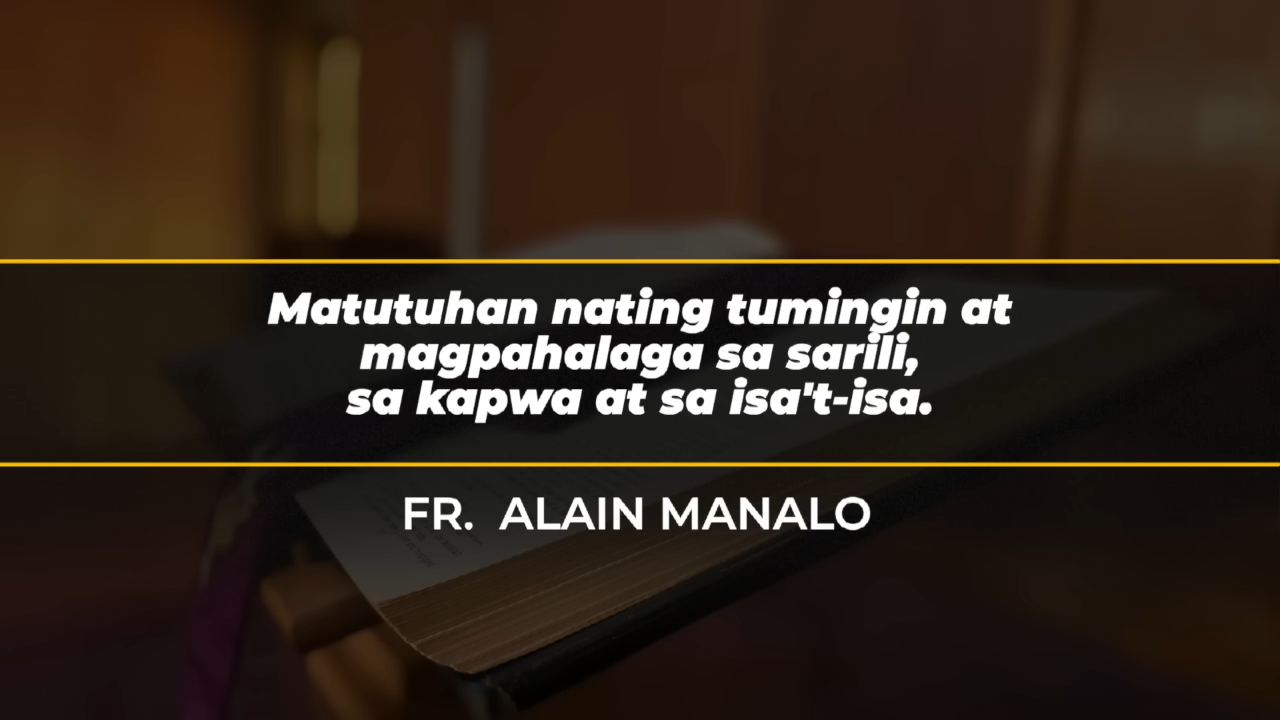 Matutuhan nating tumingin at
magpahalaga sa sarili,
sa kapwa at sa isa't-isa.
FR. ALAIN MANALO